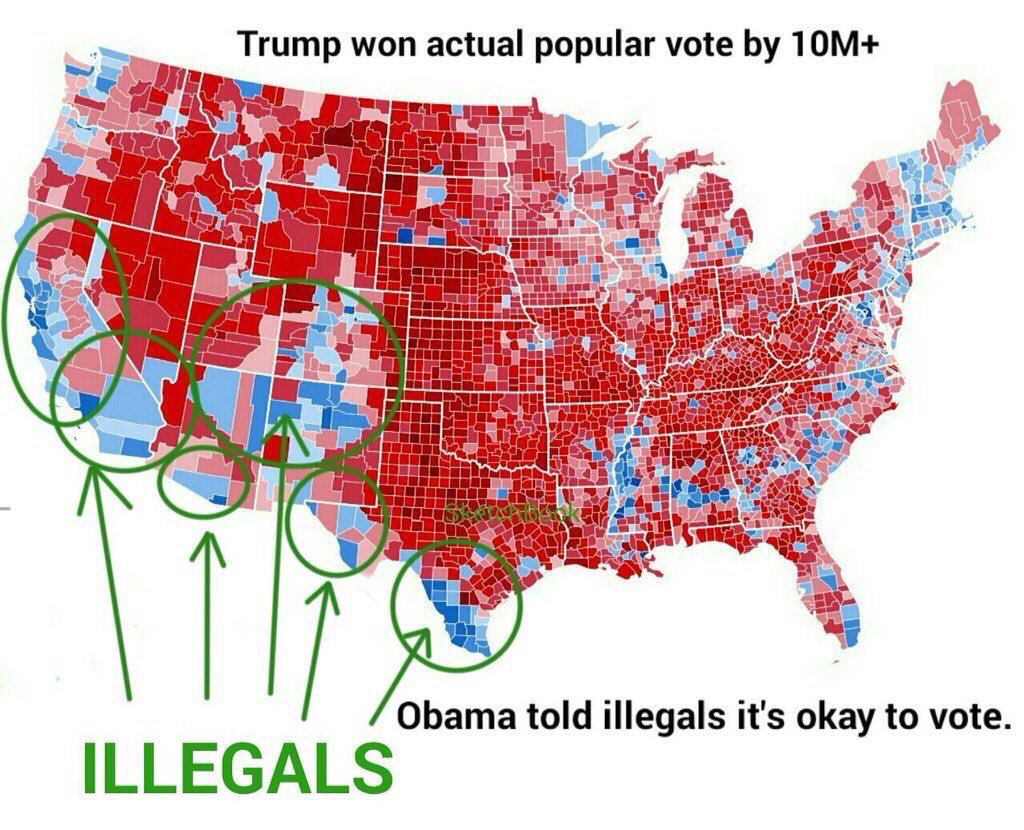 Trump won actual popular vote by 10M+
SketchBook
Obama told illegals it's okay to vote.
ILLEGALS